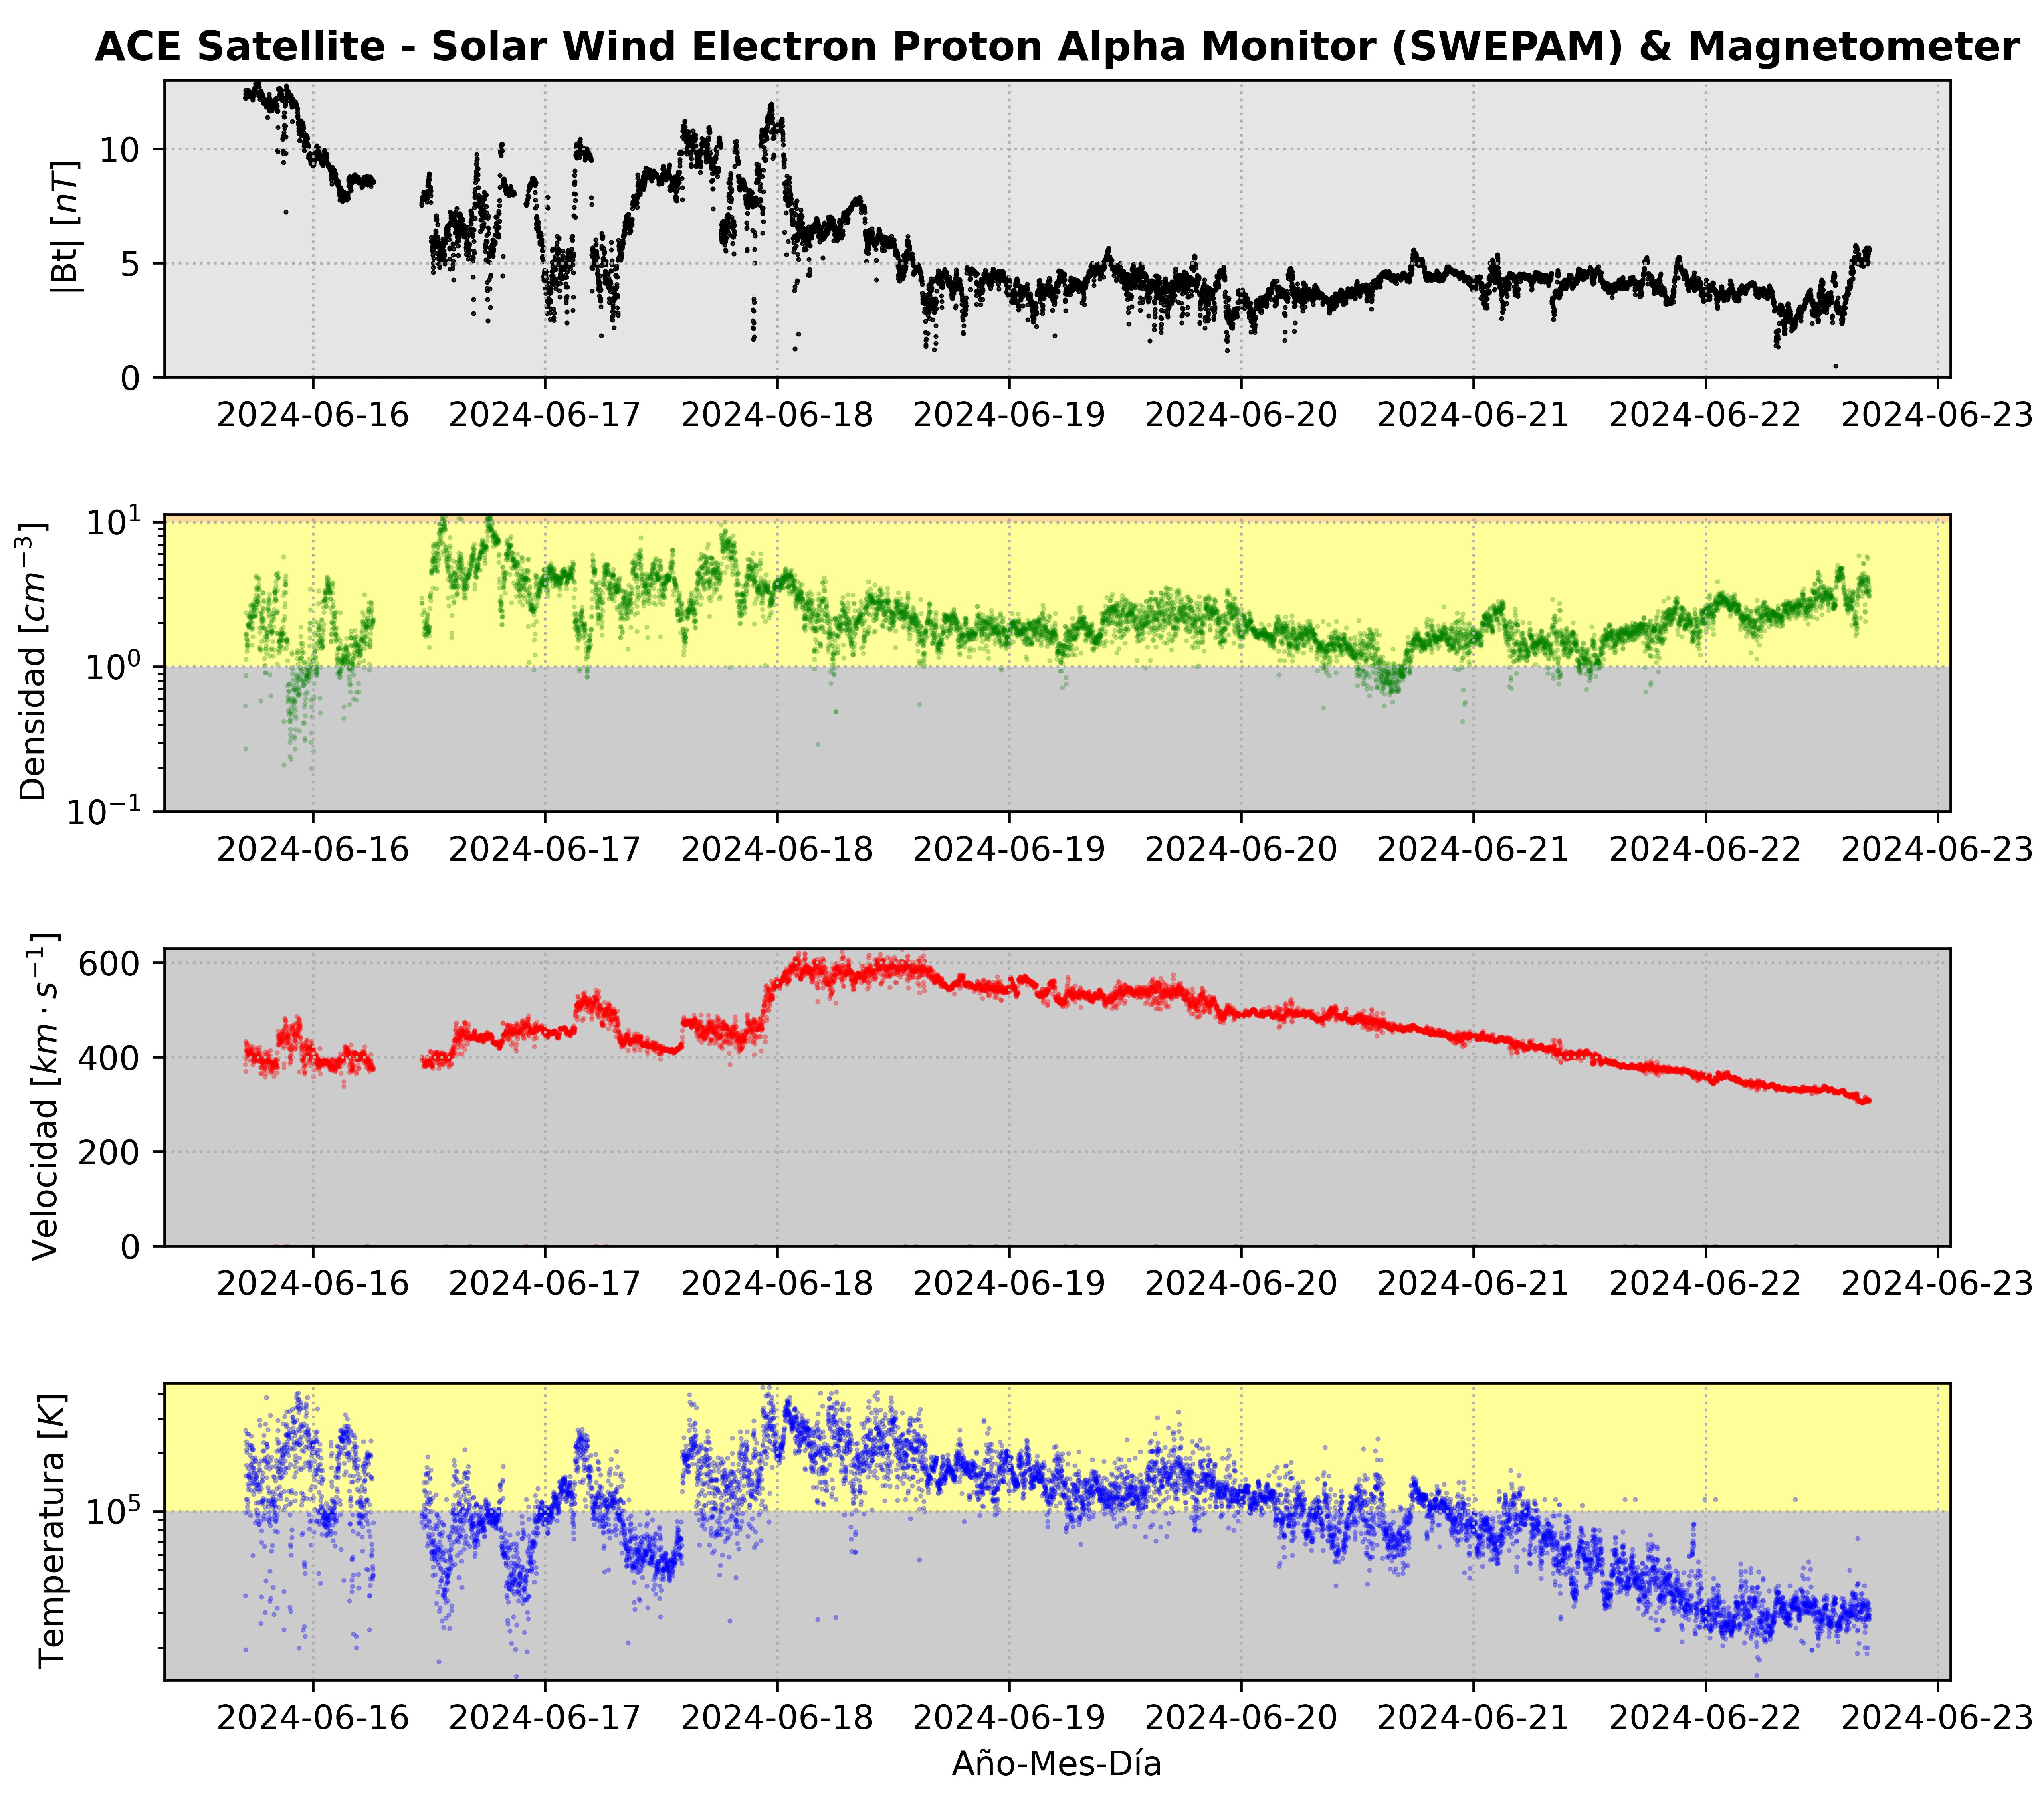 ACE Satellite - Solar Wind Electron Proton Alpha Monitor (SWEPAM) & Magnetometer
|Bt| [nT]
10
5
0
2024-06-16 2024-06-17 2024-06-18 2024-06-19 2024-06-20 2024-06-21 2024-06-22 2024-06-23
Densidad [cm⁻³]
10¹
10⁰
10⁻¹
2024-06-16 2024-06-17 2024-06-18 2024-06-19 2024-06-20 2024-06-21 2024-06-22 2024-06-23
Velocidad [km · s⁻¹]
600
400
200
0
2024-06-16 2024-06-17 2024-06-18 2024-06-19 2024-06-20 2024-06-21 2024-06-22 2024-06-23
Temperatura [K]
10⁵
2024-06-16 2024-06-17 2024-06-18 2024-06-19 2024-06-20 2024-06-21 2024-06-22 2024-06-23
Año-Mes-Día